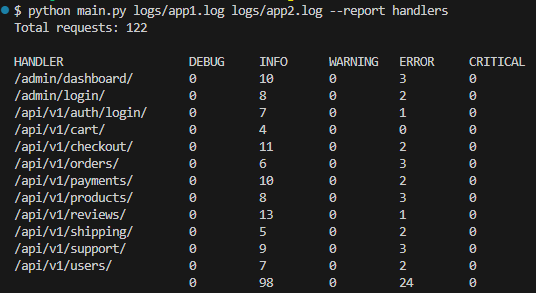 $ python main.py logs/app1.log logs/app2.log --report handlers
Total requests: 122
HANDLER DEBUG INFO WARNING ERROR CRITICAL
/admin/dashboard/ 0 10 0 3 0
/admin/login/ 0 8 0 2 0
/api/v1/auth/login/ 0 7 0 1 0
/api/v1/cart/ 0 4 0 0 0
/api/v1/checkout/ 0 11 0 2 0
/api/v1/orders/ 0 6 0 3 0
/api/v1/payments/ 0 10 0 2 0
/api/v1/products/ 0 8 0 3 0
/api/v1/reviews/ 0 13 0 1 0
/api/v1/shipping/ 0 5 0 2 0
/api/v1/support/ 0 9 0 3 0
/api/v1/users/ 0 7 0 2 0
0 98 0 24 0